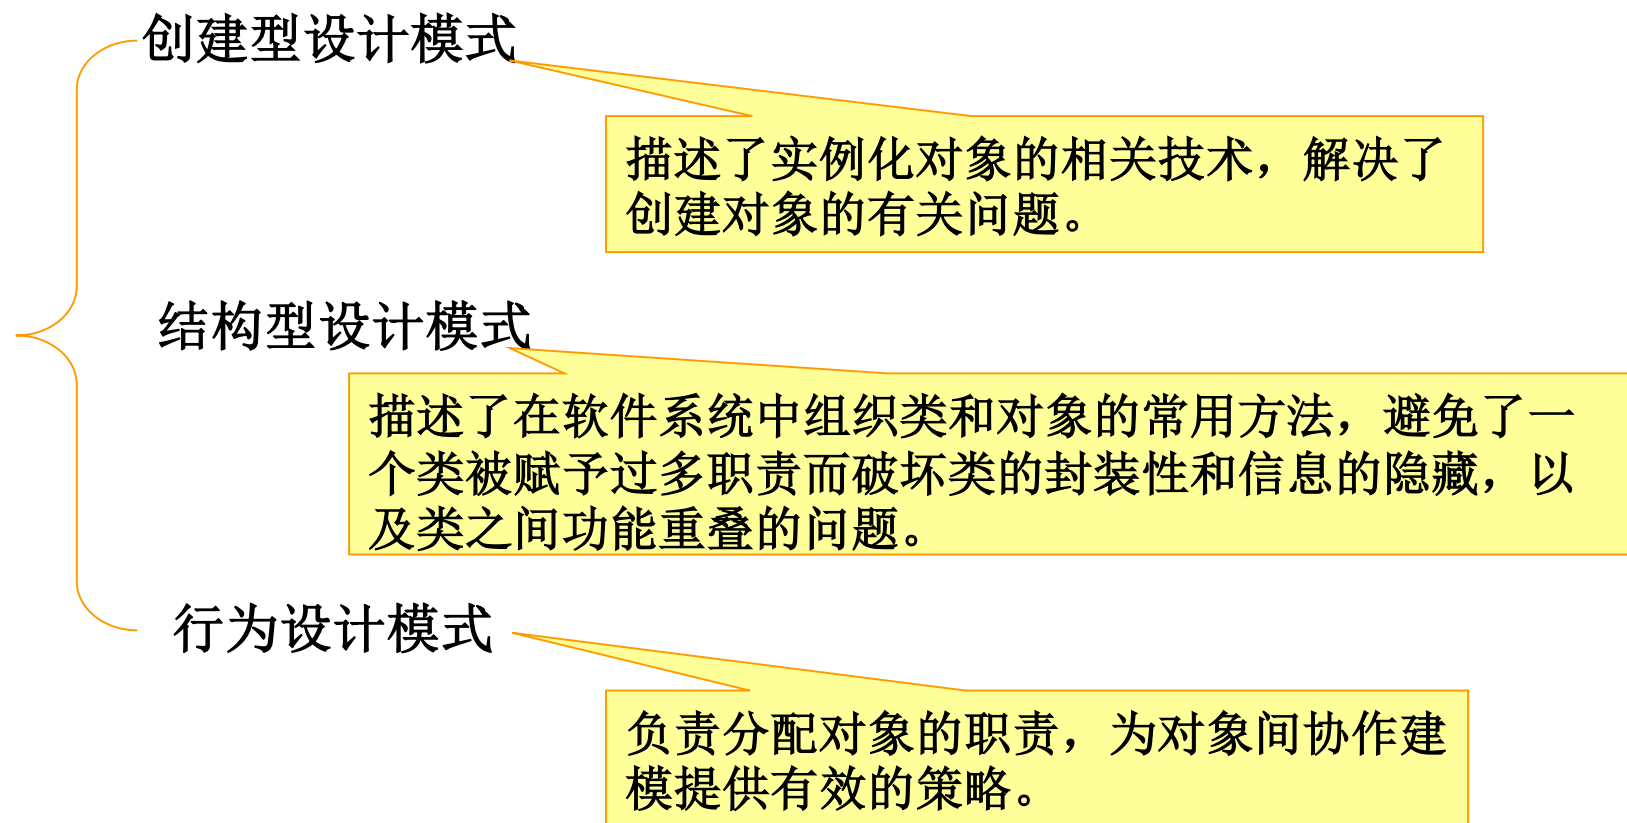 创建型设计模式
描述了实例化对象的相关技术，解决了
创建对象的有关问题。
结构型设计模式
描述了在软件系统中组织类和对象的常用方法，避免了一
个类被赋予过多职责而破坏类的封装性和信息的隐藏，以
及类之间功能重叠的问题。
行为设计模式
负责分配对象的职责，为对象间协作建
模提供有效的策略。